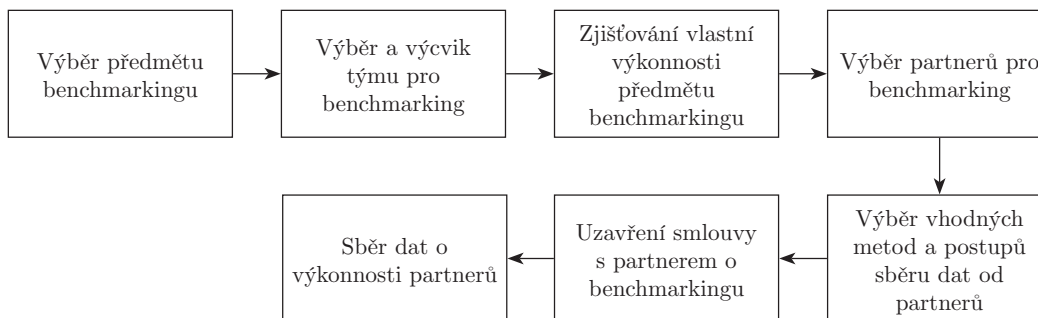 Výběr předmětu
benchmarkingu
Výběr a výcvik
týmu pro
benchmarking
Zjišťování vlastní
výkonnosti
předmětu
benchmarkingu
Výběr partnerů pro
benchmarking
Výběr vhodných
metod a postupů
sběru dat od
partnerů
Uzavření smlouvy
s partnerem o
benchmarkingu
Sběr dat o
výkonnosti partnerů